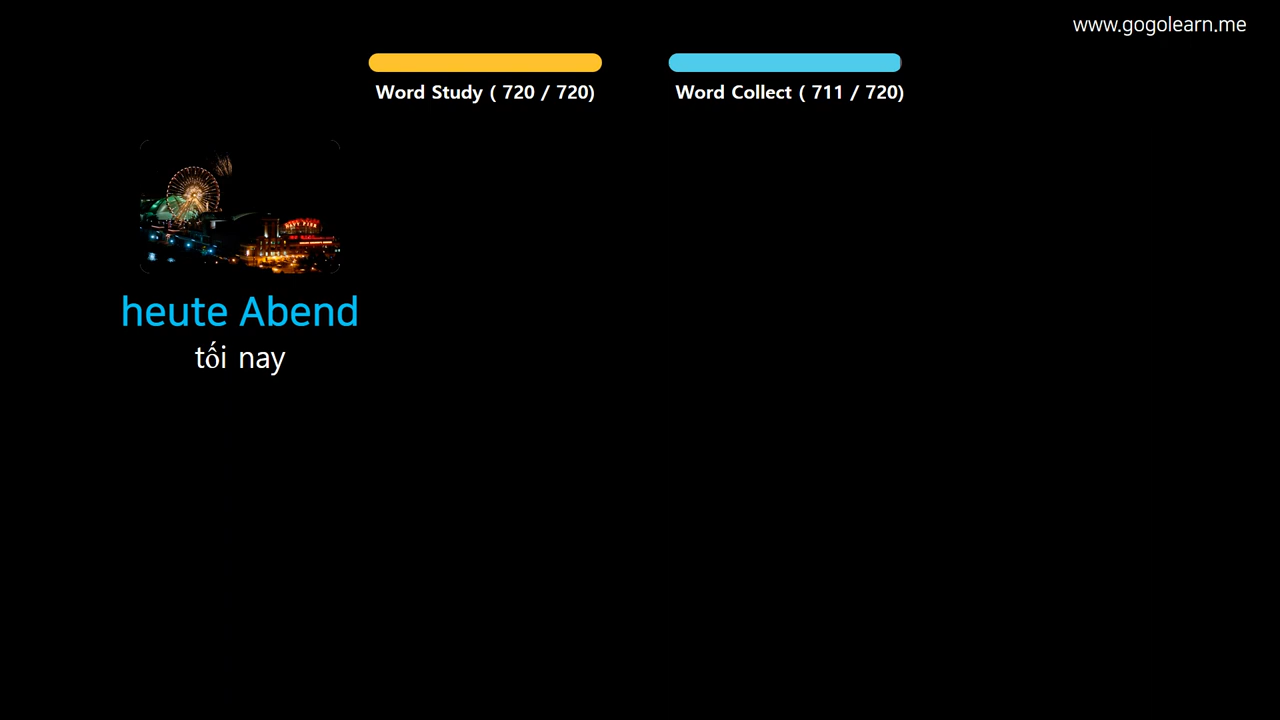 www.gogolearn.me
Word Study ( 720 / 720)
Word Collect ( 711 / 720)
heute Abend
tối nay